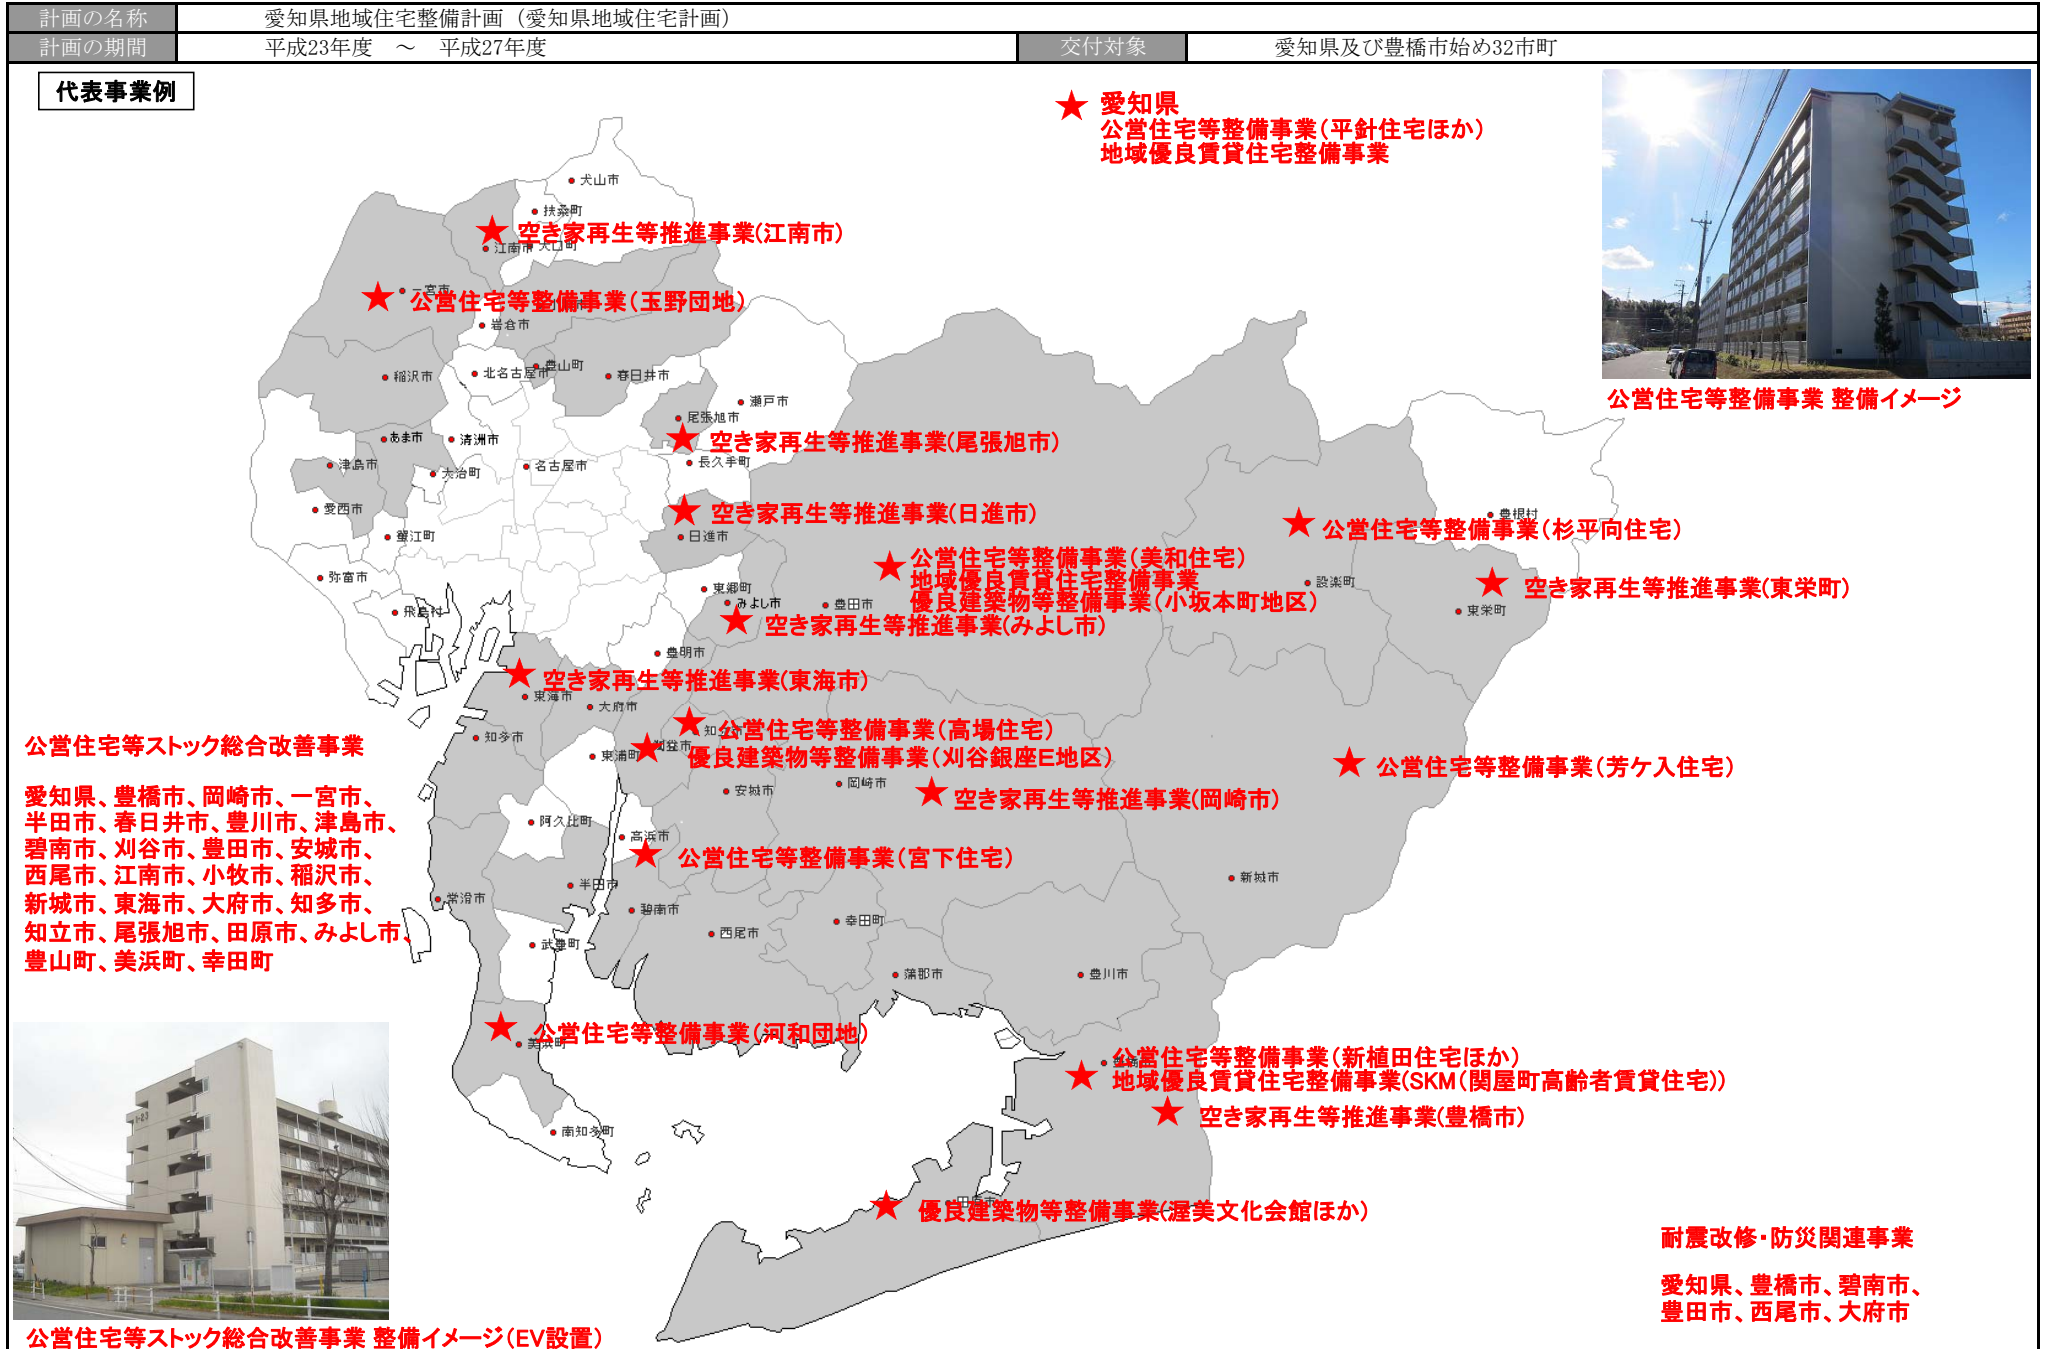 計画の名称 愛知県地域住宅整備計画（愛知県地域住宅計画）
計画の期間 平成23年度　～　平成27年度 交付対象 愛知県及び豊橋市始め32市町
代表事業例
★ 愛知県
公営住宅等整備事業（平針住宅ほか）
地域優良賃貸住宅整備事業
公営住宅等整備事業 整備イメージ
犬山市
扶桑町
空き家再生等推進事業(江南市)
江南市
大口町
一宮市
公営住宅等整備事業（玉野団地）
岩倉市
豊山町
北名古屋市
春日井市
稲沢市
瀬戸市
尾張旭市
空き家再生等推進事業(尾張旭市)
あま市
清洲市
津島市
大治町
名古屋市
長久手町
愛西市
空き家再生等推進事業(日進市)
日進市
蟹江町
豊根村
公営住宅等整備事業（杉平向住宅）
公営住宅等整備事業（美和住宅）
地域優良賃貸住宅整備事業
優良建築物等整備事業（小坂本町地区）
弥富市
設楽町
空き家再生等推進事業(東栄町)
東栄町
東郷町
みよし市
豊田市
飛島村
空き家再生等推進事業(みよし市)
豊明市
空き家再生等推進事業(東海市)
東海市
大府市
知多市
公営住宅等整備事業（高場住宅）
優良建築物等整備事業（刈谷銀座E地区）
東浦町
公営住宅等整備事業（芳ケ入住宅）
安城市
岡崎市
空き家再生等推進事業(岡崎市)
阿久比町
高浜市
公営住宅等整備事業（宮下住宅）
半田市
新城市
常滑市
碧南市
西尾市
幸田町
武豊町
蒲郡市
豊川市
公営住宅等ストック総合改善事業
愛知県、豊橋市、岡崎市、一宮市、
半田市、春日井市、豊川市、津島市、
碧南市、刈谷市、豊田市、安城市、
西尾市、江南市、小牧市、稲沢市、
新城市、東海市、大府市、知多市、
知立市、尾張旭市、田原市、みよし市、
豊山町、美浜町、幸田町
公営住宅等整備事業（河和団地）
美浜町
南知多町
公営住宅等整備事業（新植田住宅ほか）
地域優良賃貸住宅整備事業(SKM（関屋町高齢者賃貸住宅))
空き家再生等推進事業(豊橋市)
優良建築物等整備事業(渥美文化会館ほか)
田原市
耐震改修・防災関連事業
愛知県、豊橋市、碧南市、
豊田市、西尾市、大府市
公営住宅等ストック総合改善事業 整備イメージ（EV設置）